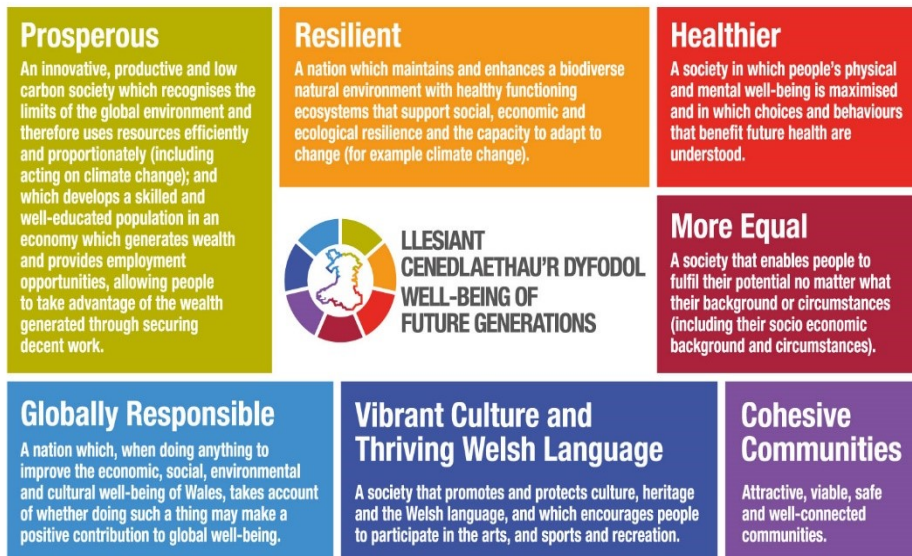 Prosperous
An innovative, productive and low
carbon society which recognises the
limits of the global environment and
therefore uses resources efficiently
and proportionately (including
acting on climate change); and
which develops a skilled and
well-educated population in an
economy which generates wealth
and provides employment
opportunities, allowing people
to take advantage of the wealth
generated through securing
decent work.
Resilient
A nation which maintains and enhances a biodiverse
natural environment with healthy functioning
ecosystems that support social, economic and
ecological resilience and the capacity to adapt to
change (for example climate change).
Healthier
A society in which people's physical
and mental well-being is maximised
and in which choices and behaviours
that benefit future health are
understood.
LLESIANT
CENEDLAETHAU'R DYFODOL
WELL-BEING OF
FUTURE GENERATIONS
More Equal
A society that enables people to
fulfil their potential no matter what
their background or circumstances
(including their socio economic
background and circumstances).
Globally Responsible
A nation which, when doing anything to
improve the economic, social, environmental
and cultural well-being of Wales, takes account
of whether doing such a thing may make a
positive contribution to global well-being.
Vibrant Culture and
Thriving Welsh Language
A society that promotes and protects culture, heritage
and the Welsh language, and which encourages people
to participate in the arts, and sports and recreation.
Cohesive
Communities
Attractive, viable, safe
and well-connected
communities.